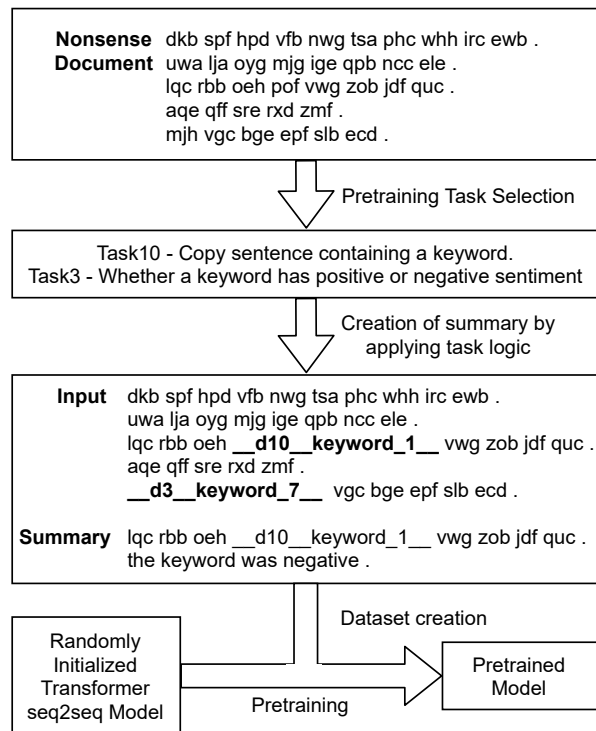 Nonsense dkb spf hpd vfb nwg tsa phc whh irc ewb .
Document uwa lja oyg mjg ige qpb ncc ele .
lqc rbb oeh pof vwg zob jdf quc .
aqe qff sre rxd zmf .
mjh vgc bge epf slb ecd .
Pretraining Task Selection
Task10 - Copy sentence containing a keyword.
Task3 - Whether a keyword has positive or negative sentiment
Creation of summary by
applying task logic
Input dkb spf hpd vfb nwg tsa phc whh irc ewb .
uwa lja oyg mjg ige qpb ncc ele .
lqc rbb oeh __d10__keyword_1__ vwg zob jdf quc .
aqe qff sre rxd zmf .
__d3__keyword_7__ vgc bge epf slb ecd .
Summary lqc rbb oeh __d10__keyword_1__ vwg zob jdf quc .
the keyword was negative .
Dataset creation
Randomly
Initialized
Transformer
seq2seq Model
Pretraining
Pretrained
Model